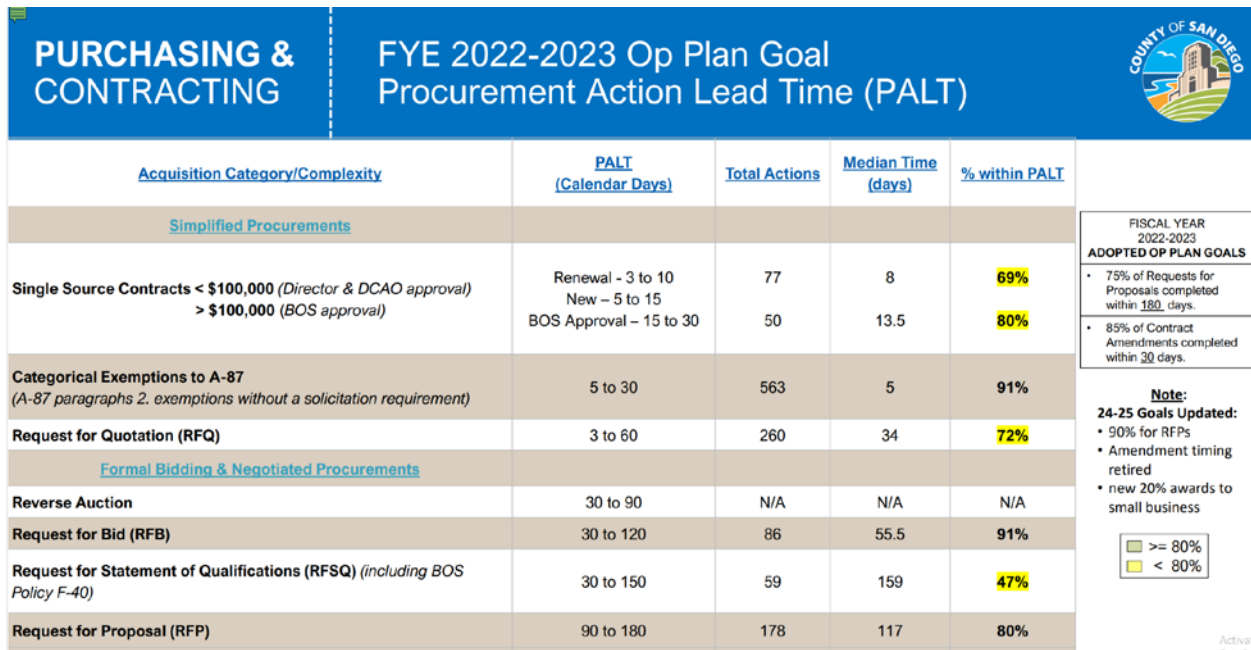 PURCHASING &
CONTRACTING
FYE 2022-2023 Op Plan Goal
Procurement Action Lead Time (PALT)
COUNTY OF SAN DIEGO
Acquisition Category/Complexity
PALT
(Calendar Days)
Total Actions
Median Time
(days)
% within PALT
Simplified Procurements
Single Source Contracts < $100,000 (Director & DCAO approval)
> $100,000 (BOS approval)
Renewal - 3 to 10
New – 5 to 15
BOS Approval – 15 to 30
77
50
8
13.5
69%
80%
Categorical Exemptions to A-87
(A-87 paragraphs 2. exemptions without a solicitation requirement)
5 to 30
563
5
91%
Request for Quotation (RFQ)
3 to 60
260
34
72%
Formal Bidding & Negotiated Procurements
Reverse Auction
30 to 90
N/A
N/A
N/A
Request for Bid (RFB)
30 to 120
86
55.5
91%
Request for Statement of Qualifications (RFSQ) (including BOS
Policy F-40)
30 to 150
59
159
47%
Request for Proposal (RFP)
90 to 180
178
117
80%
FISCAL YEAR
2022-2023
ADOPTED OP PLAN GOALS
• 75% of Requests for
Proposals completed
within 180 days.
• 85% of Contract
Amendments completed
within 30 days.
Note:
24-25 Goals Updated:
• 90% for RFPs
• Amendment timing
retired
• new 20% awards to
small business
>= 80%
< 80%
Activa